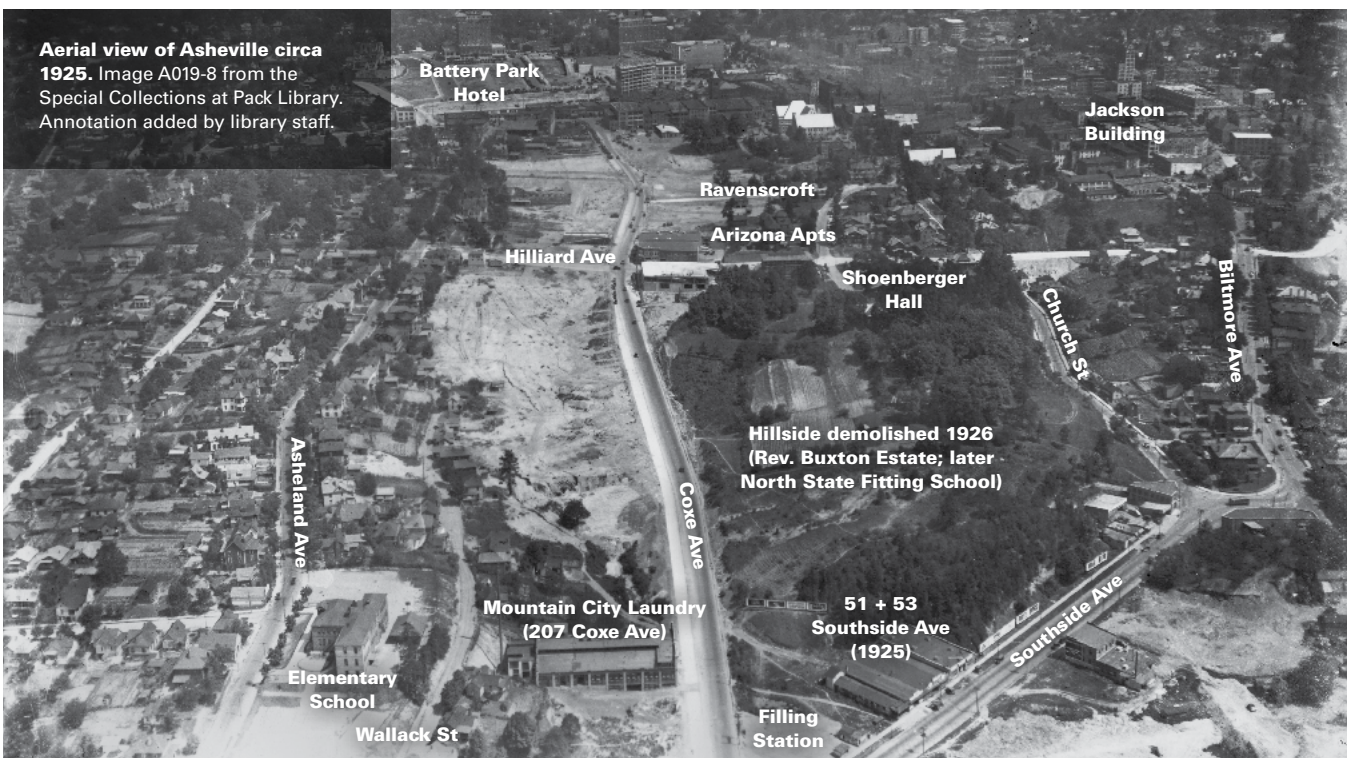 Aerial view of Asheville circa
1925. Image A019-8 from the
Special Collections at Pack Library.
Annotation added by library staff.
Battery Park
Hotel
Jackson
Building
Ravenscroft
Arizona Apts
Hilliard Ave
Shoenberger
Hall
Church St
Biltmore Ave
Hillside demolished 1926
(Rev. Buxton Estate; later
North State Fitting School)
Asheland Ave
Coxe Ave
Mountain City Laundry
(207 Coxe Ave)
51 + 53
Southside Ave
(1925)
Southside Ave
Elementary
School
Wallack St
Filling
Station